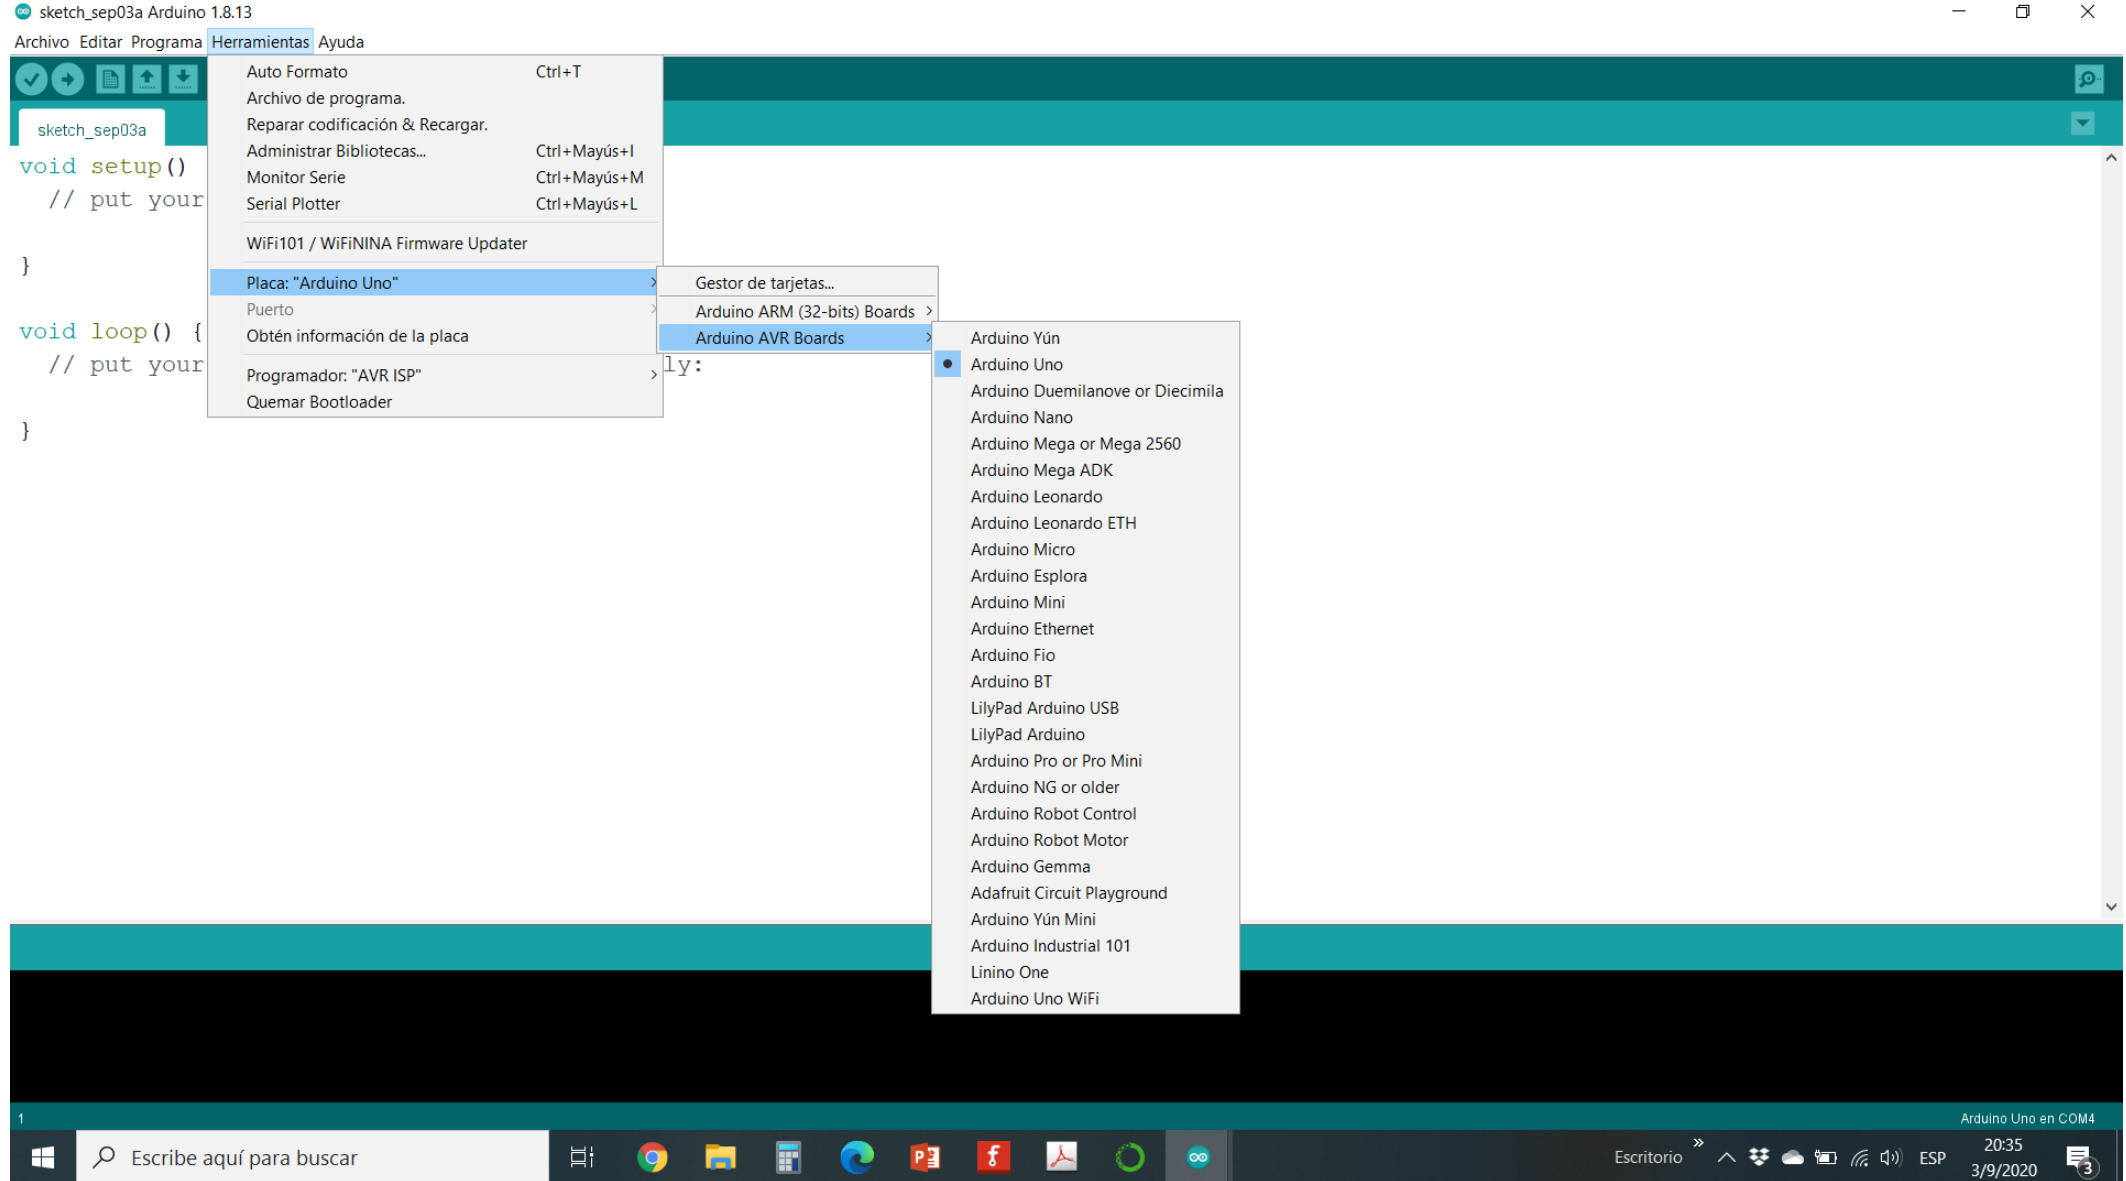 sketch_sep03a Arduino 1.8.13
Archivo Editar Programa Herramientas Ayuda
sketch_sep03a
void setup()
// put your
}
void loop() {
// put your
ly:
}
Auto Formato Ctrl+T
Archivo de programa.
Reparar codificación & Recargar.
Administrar Bibliotecas... Ctrl+Mayús+I
Monitor Serie Ctrl+Mayús+M
Serial Plotter Ctrl+Mayús+L
WiFi101 / WiFiNINA Firmware Updater
Placa: "Arduino Uno"
Puerto
Obtén información de la placa
Programador: "AVR ISP"
Quemar Bootloader
Gestor de tarjetas...
Arduino ARM (32-bits) Boards
Arduino AVR Boards
Arduino Yún
Arduino Uno
Arduino Duemilanove or Diecimila
Arduino Nano
Arduino Mega or Mega 2560
Arduino Mega ADK
Arduino Leonardo
Arduino Leonardo ETH
Arduino Micro
Arduino Esplora
Arduino Mini
Arduino Ethernet
Arduino Fio
Arduino BT
LilyPad Arduino USB
LilyPad Arduino
Arduino Pro or Pro Mini
Arduino NG or older
Arduino Robot Control
Arduino Robot Motor
Arduino Gemma
Adafruit Circuit Playground
Arduino Yún Mini
Arduino Industrial 101
Linino One
Arduino Uno WiFi
1
Arduino Uno en COM4
Escribe aquí para buscar
Escritorio
ESP
20:35
3/9/2020
3